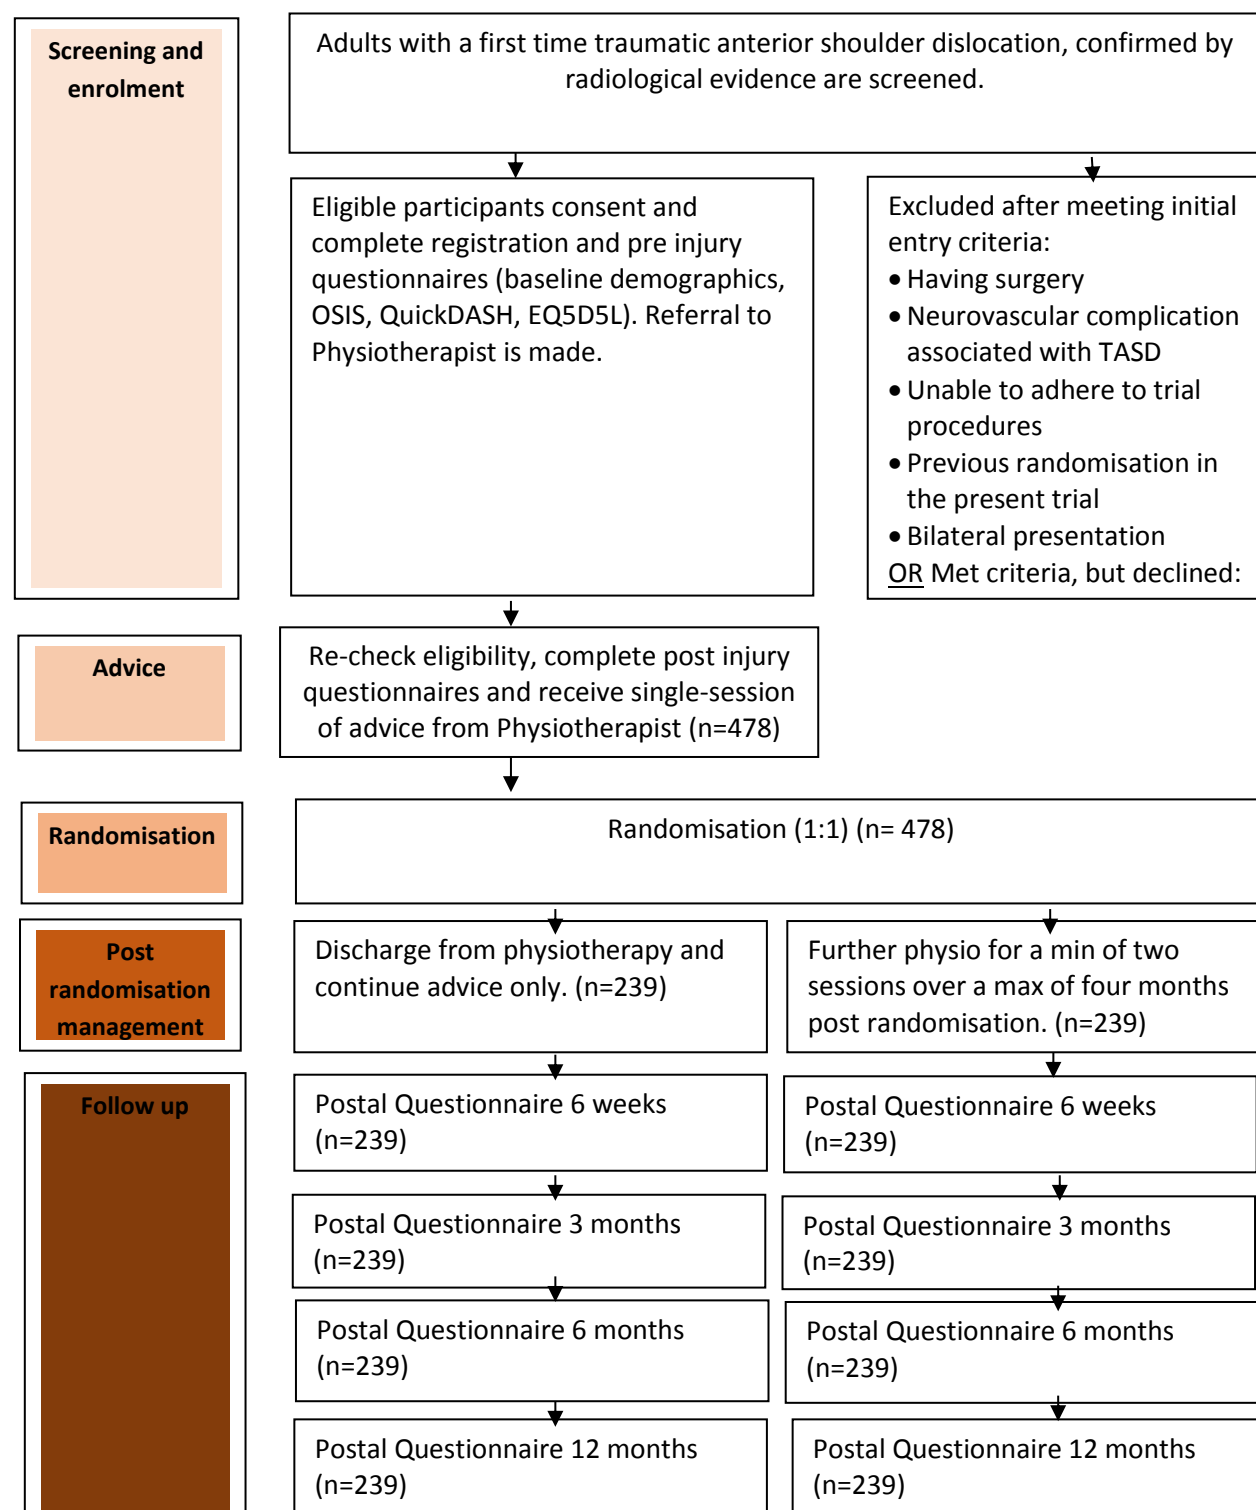 Screening and
enrolment
Adults with a first time traumatic anterior shoulder dislocation, confirmed by
radiological evidence are screened.
Eligible participants consent and
complete registration and pre injury
questionnaires (baseline demographics,
OSIS, QuickDASH, EQ5D5L). Referral to
Physiotherapist is made.
Excluded after meeting initial
entry criteria:
• Having surgery
• Neurovascular complication
associated with TASD
• Unable to adhere to trial
procedures
• Previous randomisation in
the present trial
• Bilateral presentation
OR Met criteria, but declined:
Advice
Re-check eligibility, complete post injury
questionnaires and receive single-session
of advice from Physiotherapist (n=478)
Randomisation
Randomisation (1:1) (n= 478)
Post
randomisation
management
Discharge from physiotherapy and
continue advice only. (n=239)
Further physio for a min of two
sessions over a max of four months
post randomisation. (n=239)
Follow up
Postal Questionnaire 6 weeks
(n=239)
Postal Questionnaire 6 weeks
(n=239)
Postal Questionnaire 3 months
(n=239)
Postal Questionnaire 3 months
(n=239)
Postal Questionnaire 6 months
(n=239)
Postal Questionnaire 6 months
(n=239)
Postal Questionnaire 12 months
(n=239)
Postal Questionnaire 12 months
(n=239)